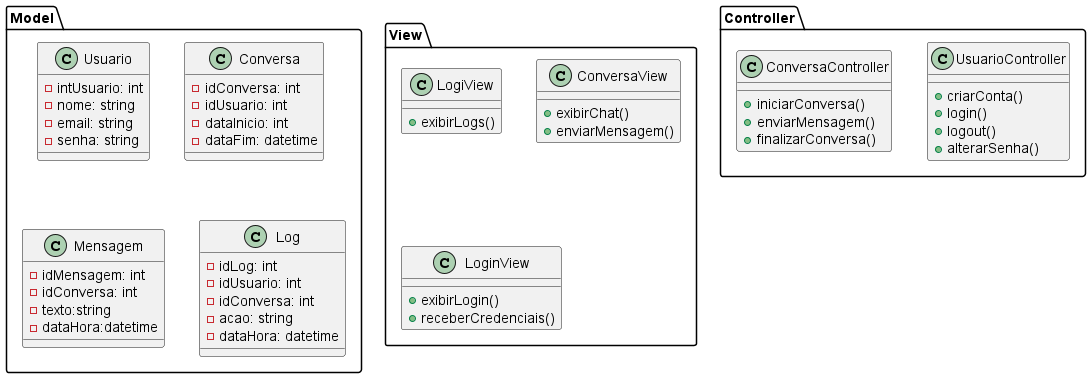 Model
C Usuario
intUsuario: int
nome: string
email: string
senha: string
C Conversa
idConversa: int
idUsuario: int
dataInicio: int
dataFim: datetime
C Mensagem
idMensagem: int
idConversa: int
texto:string
dataHora:datetime
C Log
idLog: int
idUsuario: int
idConversa: int
acao: string
dataHora: datetime
View
C LogiView
exibirLogs()
C ConversaView
exibirChat()
enviarMensagem()
C LoginView
exibirLogin()
receberCredenciais()
Controller
C ConversaController
iniciarConversa()
enviarMensagem()
finalizarConversa()
C UsuarioController
criarConta()
login()
logout()
alterarSenha()